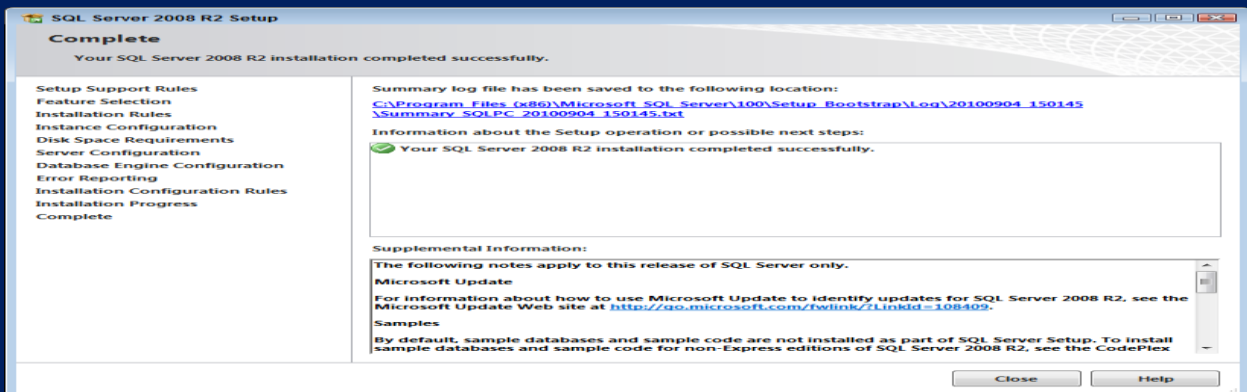 SQL Server 2008 R2 Setup
Complete
Your SQL Server 2008 R2 installation completed successfully.
Setup Support Rules
Feature Selection
Installation Rules
Instance Configuration
Disk Space Requirements
Server Configuration
Database Engine Configuration
Error Reporting
Installation Configuration Rules
Installation Progress
Complete
Summary log file has been saved to the following location:
C:\Program Files (x86)\Microsoft SQL Server\100\Setup Bootstrap\Log\20100904_150145
\Summary_SQLPC_20100904_150145.txt
Information about the Setup operation or possible next steps:
Your SQL Server 2008 R2 installation completed successfully.
Supplemental Information:
The following notes apply to this release of SQL Server only.
Microsoft Update
For information about how to use Microsoft Update to identify updates for SQL Server 2008 R2, see the
Microsoft Update Web site at http://go.microsoft.com/fwlink/?LinkId=108409.
Samples
By default, sample databases and sample code are not installed as part of SQL Server Setup. To install
sample databases and sample code for non-Express editions of SQL Server 2008 R2, see the CodePlex
Close
Help